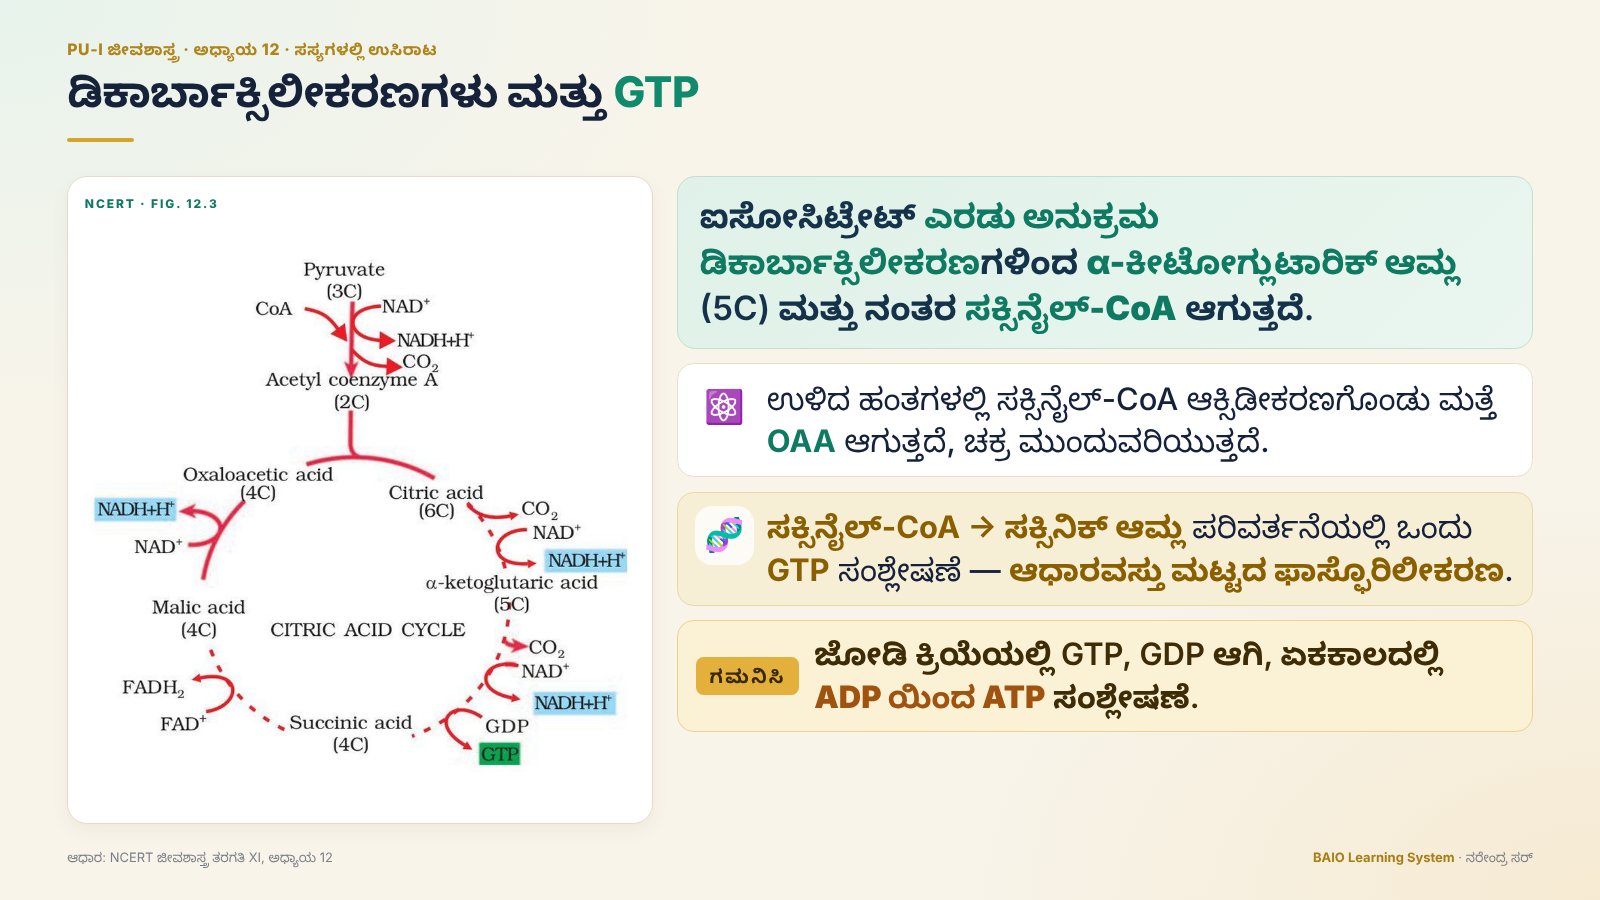 PU-I ಜೀವಶಾಸ್ತ್ರ · ಅಧ್ಯಾಯ 12 · ಸಸ್ಯಗಳಲ್ಲಿ ಉಸಿರಾಟ
ಡಿಕಾರ್ಬಾಕ್ಸಿಲೀಕರಣಗಳು ಮತ್ತು GTP
NCERT · FIG. 12.3
Pyruvate
(3C)
CoA
NAD⁺
NADH+H⁺
CO₂
Acetyl coenzyme A
(2C)
Oxaloacetic acid
(4C)
Citric acid
(6C)
NADH+H⁺
CO₂
NAD⁺
NAD⁺
NADH+H⁺
α-ketoglutaric acid
(5C)
Malic acid
(4C)
CITRIC ACID CYCLE
CO₂
NAD⁺
FADH₂
NADH+H⁺
FAD⁺
Succinic acid
(4C)
GDP
GTP
ಐಸೋಸಿಟ್ರೇಟ್ ಎರಡು ಅನುಕ್ರಮ
ಡಿಕಾರ್ಬಾಕ್ಸಿಲೀಕರಣಗಳಿಂದ α-ಕೀಟೋಗ್ಲುಟಾರಿಕ್ ಆಮ್ಲ
(5C) ಮತ್ತು ನಂತರ ಸಕ್ಸಿನೈಲ್-CoA ಆಗುತ್ತದೆ.
ಉಳಿದ ಹಂತಗಳಲ್ಲಿ ಸಕ್ಸಿನೈಲ್-CoA ಆಕ್ಸಿಡೀಕರಣಗೊಂಡು ಮತ್ತೆ
OAA ಆಗುತ್ತದೆ, ಚಕ್ರ ಮುಂದುವರಿಯುತ್ತದೆ.
ಸಕ್ಸಿನೈಲ್-CoA → ಸಕ್ಸಿನಿಕ್ ಆಮ್ಲ ಪರಿವರ್ತನೆಯಲ್ಲಿ ಒಂದು
GTP ಸಂಶ್ಲೇಷಣೆ — ಆಧಾರವಸ್ತು ಮಟ್ಟದ ಫಾಸ್ಫೊರಿಲೀಕರಣ.
ಗಮನಿಸಿ
ಜೋಡಿ ಕ್ರಿಯೆಯಲ್ಲಿ GTP, GDP ಆಗಿ, ಏಕಕಾಲದಲ್ಲಿ
ADP ಯಿಂದ ATP ಸಂಶ್ಲೇಷಣೆ.
ಆಧಾರ: NCERT ಜೀವಶಾಸ್ತ್ರ ತರಗತಿ XI, ಅಧ್ಯಾಯ 12
BAIO Learning System · ನರೇಂದ್ರ ಸರ್